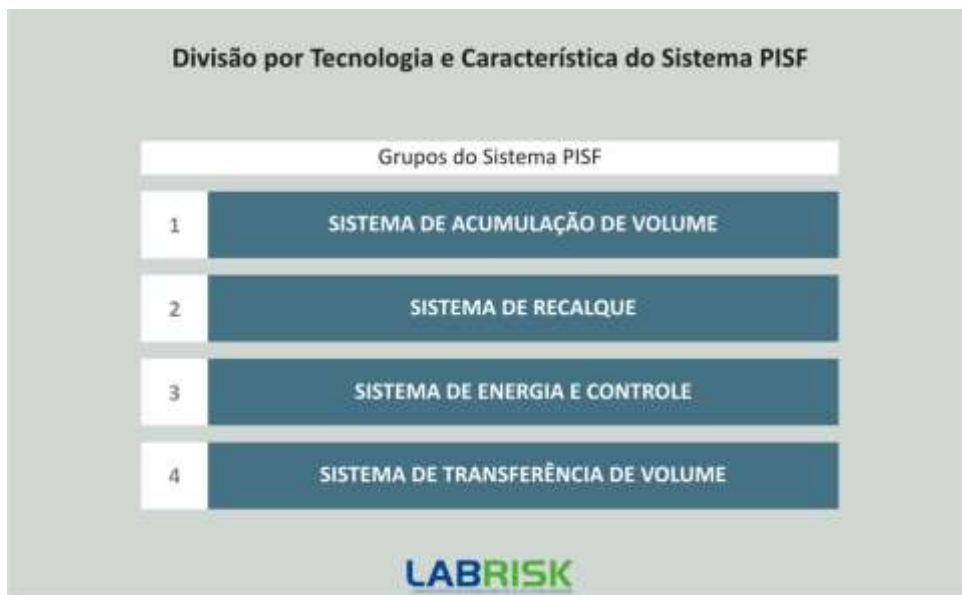 Divisão por Tecnologia e Característica do Sistema PISF
Grupos do Sistema PISF
1 SISTEMA DE ACUMULAÇÃO DE VOLUME
2 SISTEMA DE RECALQUE
3 SISTEMA DE ENERGIA E CONTROLE
4 SISTEMA DE TRANSFERÊNCIA DE VOLUME
LABRISK